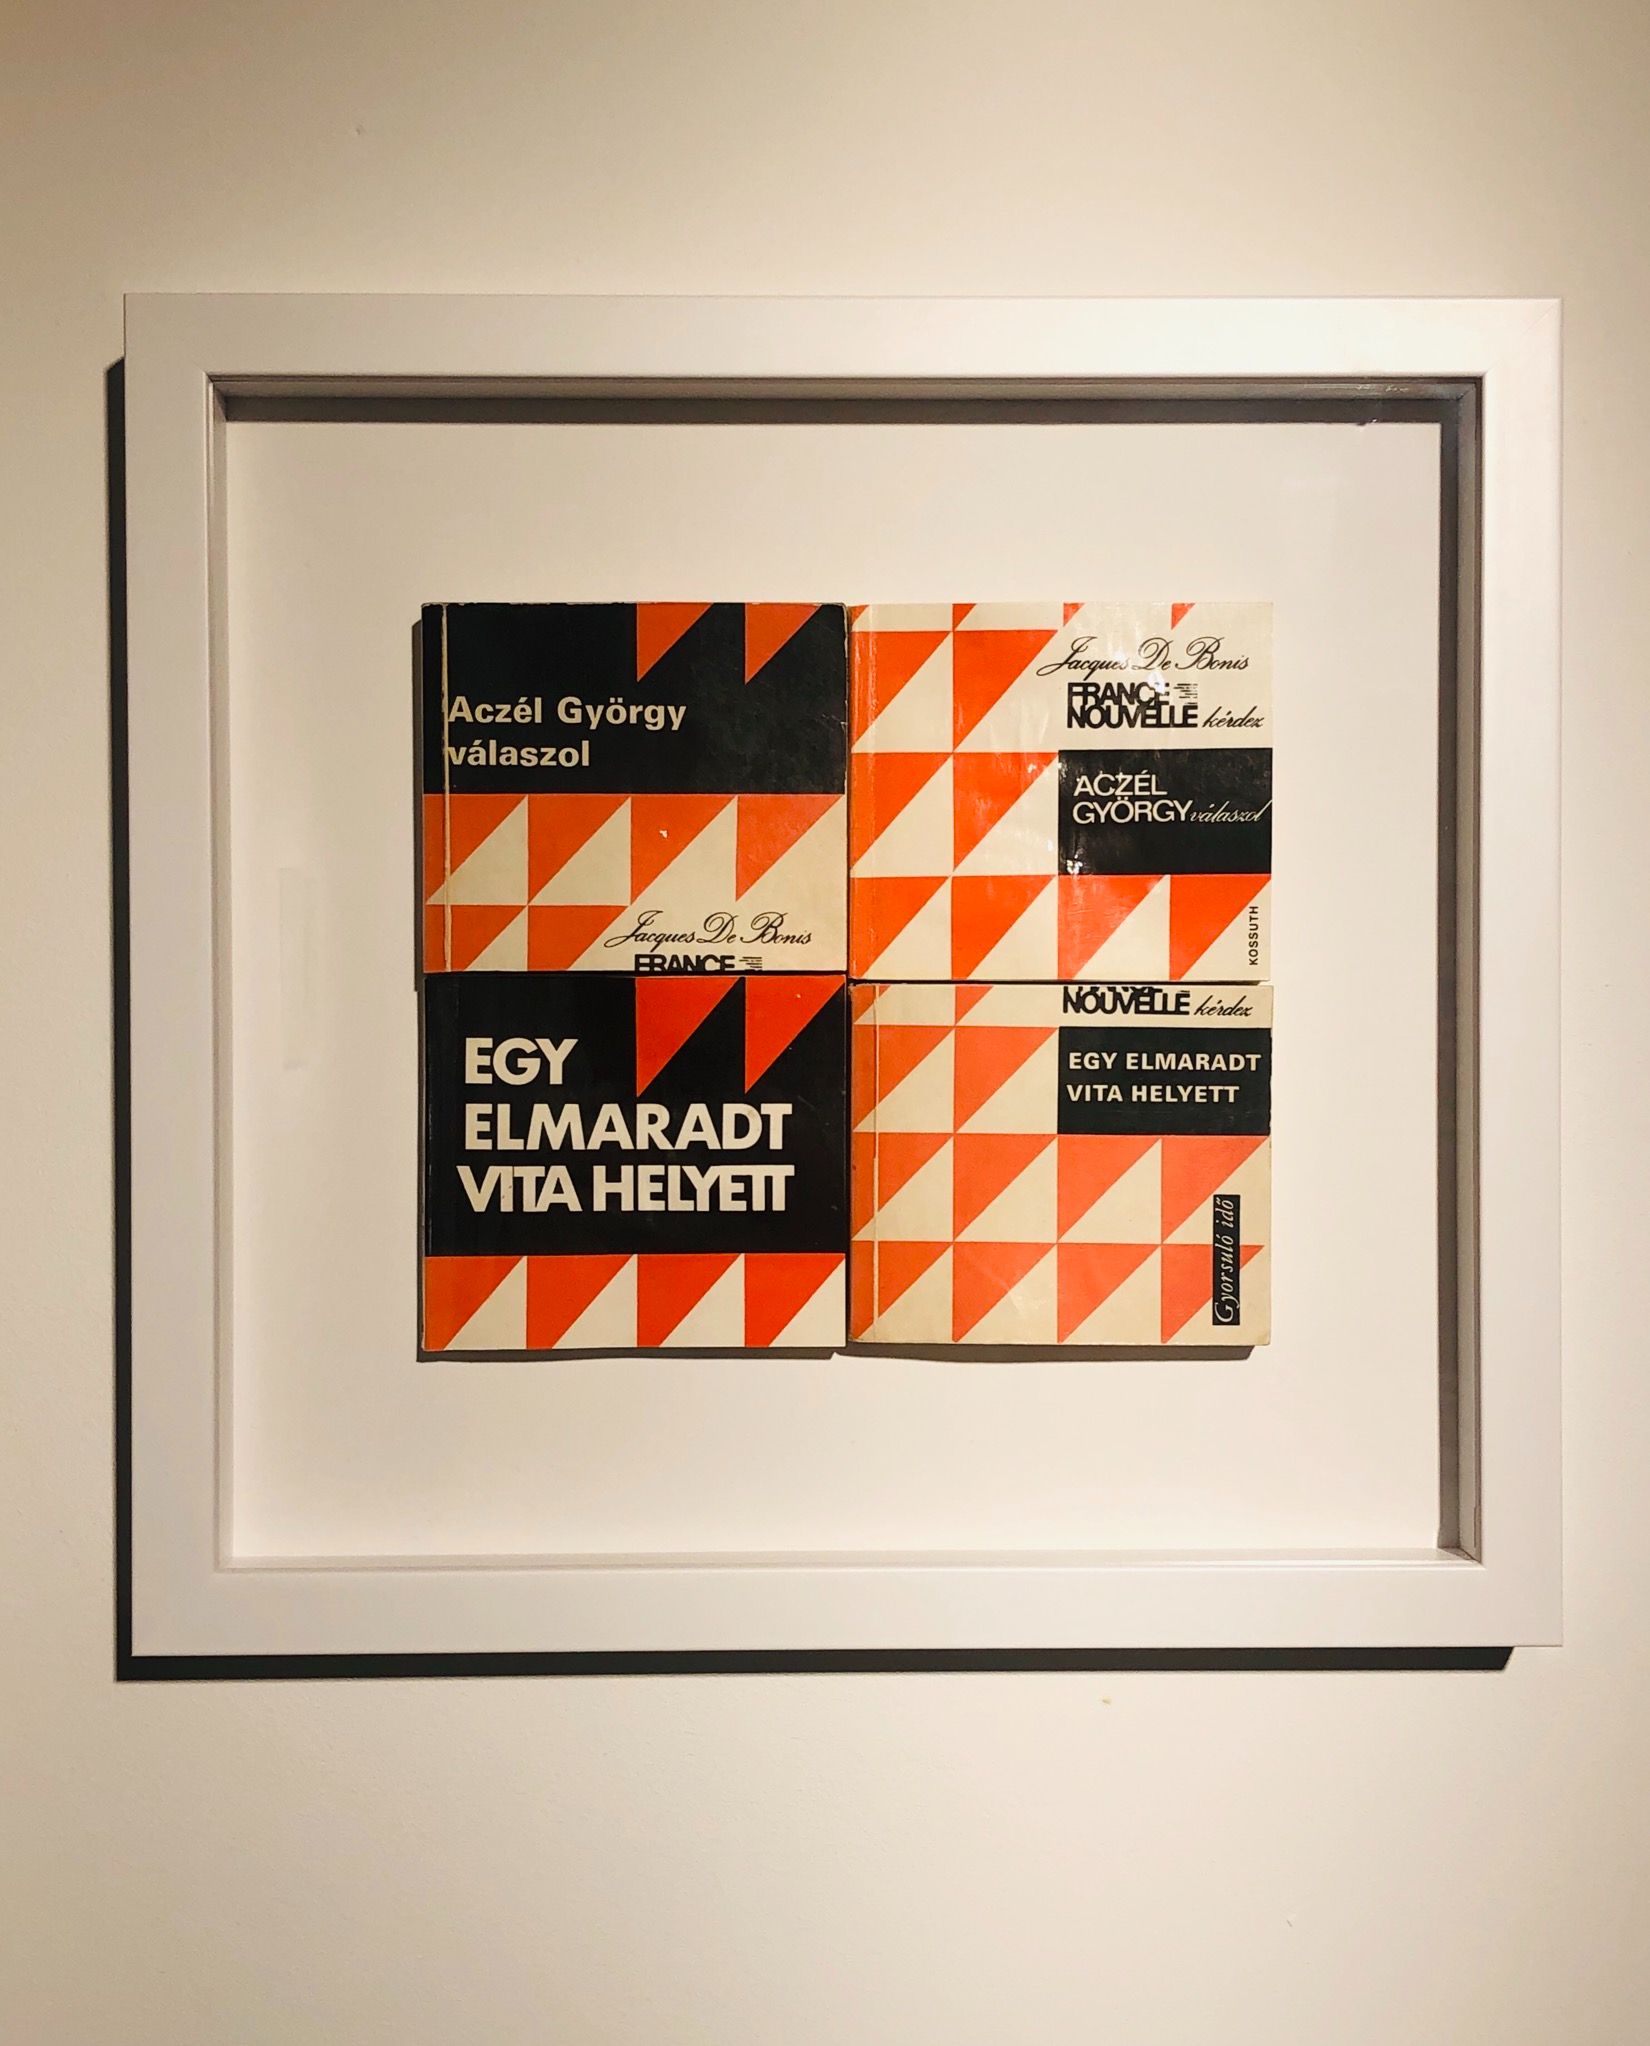 Aczél György
válaszol
Jacques De Bonis
FRANCE
Jacques De Bonis
FRANCE
NOUVELLE kérdez
ACZÉL
GYÖRGY válaszol
KOSSUTH
EGY
ELMARADT
VITA HELYETT
NOUVELLE kérdez
EGY ELMARADT
VITA HELYETT
Gyorsuló idő